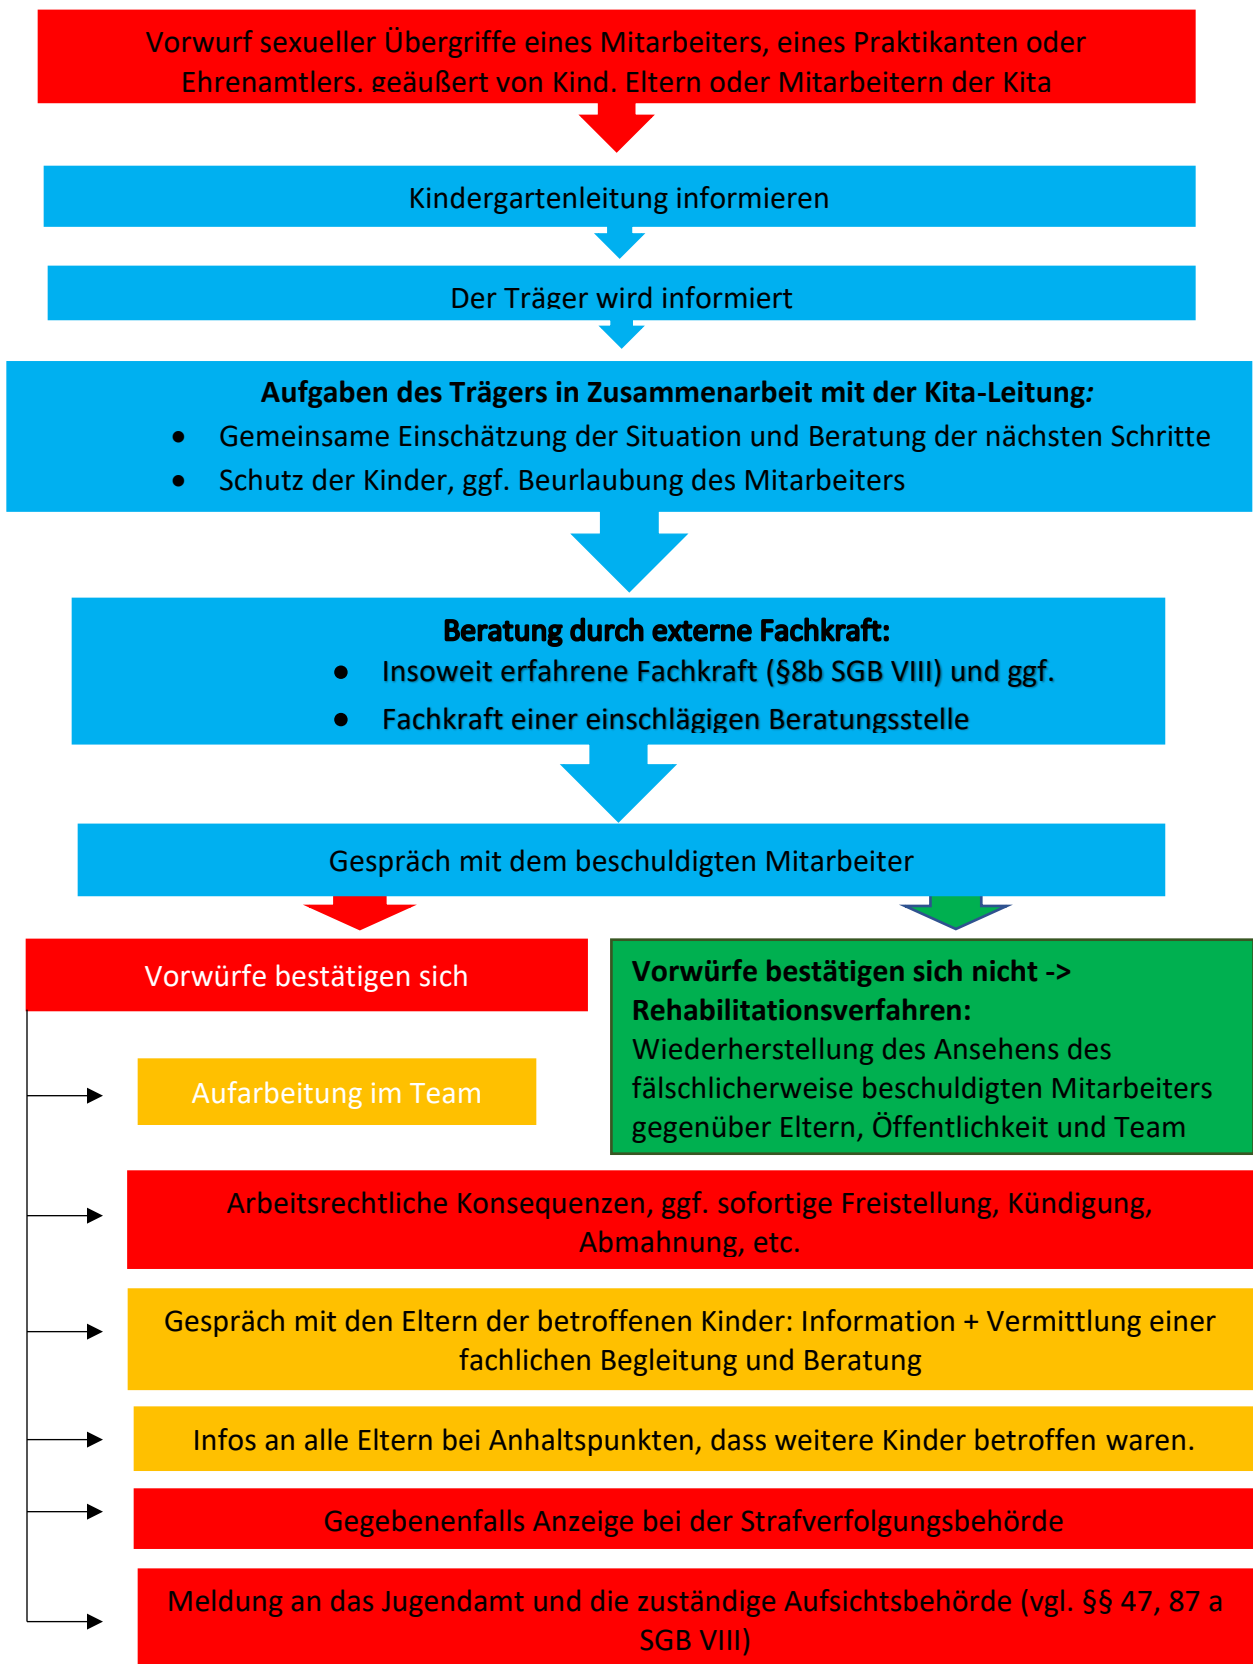 Vorwurf sexueller Übergriffe eines Mitarbeiters, eines Praktikanten oder
Ehrenamtlers, geäußert von Kind, Eltern oder Mitarbeitern der Kita
Kindergartenleitung informieren
Der Träger wird informiert
Aufgaben des Trägers in Zusammenarbeit mit der Kita-Leitung:
• Gemeinsame Einschätzung der Situation und Beratung der nächsten Schritte
• Schutz der Kinder, ggf. Beurlaubung des Mitarbeiters
Beratung durch externe Fachkraft:
• Insoweit erfahrene Fachkraft (§8b SGB VIII) und ggf.
• Fachkraft einer einschlägigen Beratungsstelle
Gespräch mit dem beschuldigten Mitarbeiter
Vorwürfe bestätigen sich
Vorwürfe bestätigen sich nicht ->
Rehabilitationsverfahren:
Wiederherstellung des Ansehens des
fälschlicherweise beschuldigten Mitarbeiters
gegenüber Eltern, Öffentlichkeit und Team
Aufarbeitung im Team
Arbeitsrechtliche Konsequenzen, ggf. sofortige Freistellung, Kündigung,
Abmahnung, etc.
Gespräch mit den Eltern der betroffenen Kinder: Information + Vermittlung einer
fachlichen Begleitung und Beratung
Infos an alle Eltern bei Anhaltspunkten, dass weitere Kinder betroffen waren.
Gegebenenfalls Anzeige bei der Strafverfolgungsbehörde
Meldung an das Jugendamt und die zuständige Aufsichtsbehörde (vgl. §§ 47, 87 a
SGB VIII)